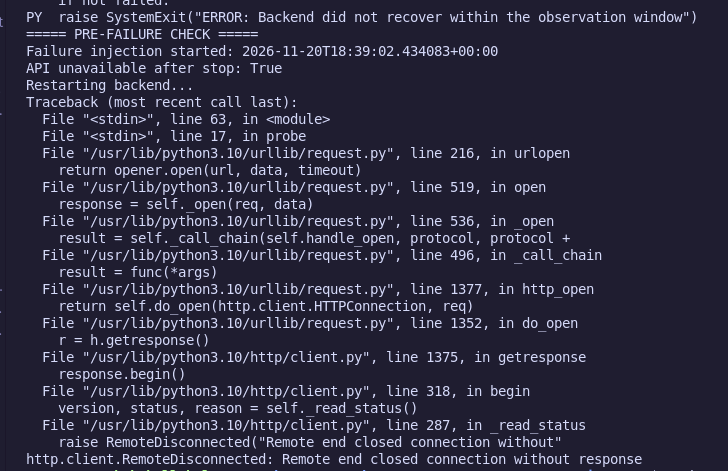 if not failed:
PY  raise SystemExit("ERROR: Backend did not recover within the observation window")
===== PRE-FAILURE CHECK =====
Failure injection started: 2026-11-20T18:39:02.434083+00:00
API unavailable after stop: True
Restarting backend...
Traceback (most recent call last):
  File "<stdin>", line 63, in <module>
  File "<stdin>", line 17, in probe
  File "/usr/lib/python3.10/urllib/request.py", line 216, in urlopen
    return opener.open(url, data, timeout)
  File "/usr/lib/python3.10/urllib/request.py", line 519, in open
    response = self._open(req, data)
  File "/usr/lib/python3.10/urllib/request.py", line 536, in _open
    result = self._call_chain(self.handle_open, protocol, protocol +
  File "/usr/lib/python3.10/urllib/request.py", line 496, in _call_chain
    result = func(*args)
  File "/usr/lib/python3.10/urllib/request.py", line 1377, in http_open
    return self.do_open(http.client.HTTPConnection, req)
  File "/usr/lib/python3.10/urllib/request.py", line 1352, in do_open
    r = h.getresponse()
  File "/usr/lib/python3.10/http/client.py", line 1375, in getresponse
    response.begin()
  File "/usr/lib/python3.10/http/client.py", line 318, in begin
    version, status, reason = self._read_status()
  File "/usr/lib/python3.10/http/client.py", line 287, in _read_status
    raise RemoteDisconnected("Remote end closed connection without"
http.client.RemoteDisconnected: Remote end closed connection without response